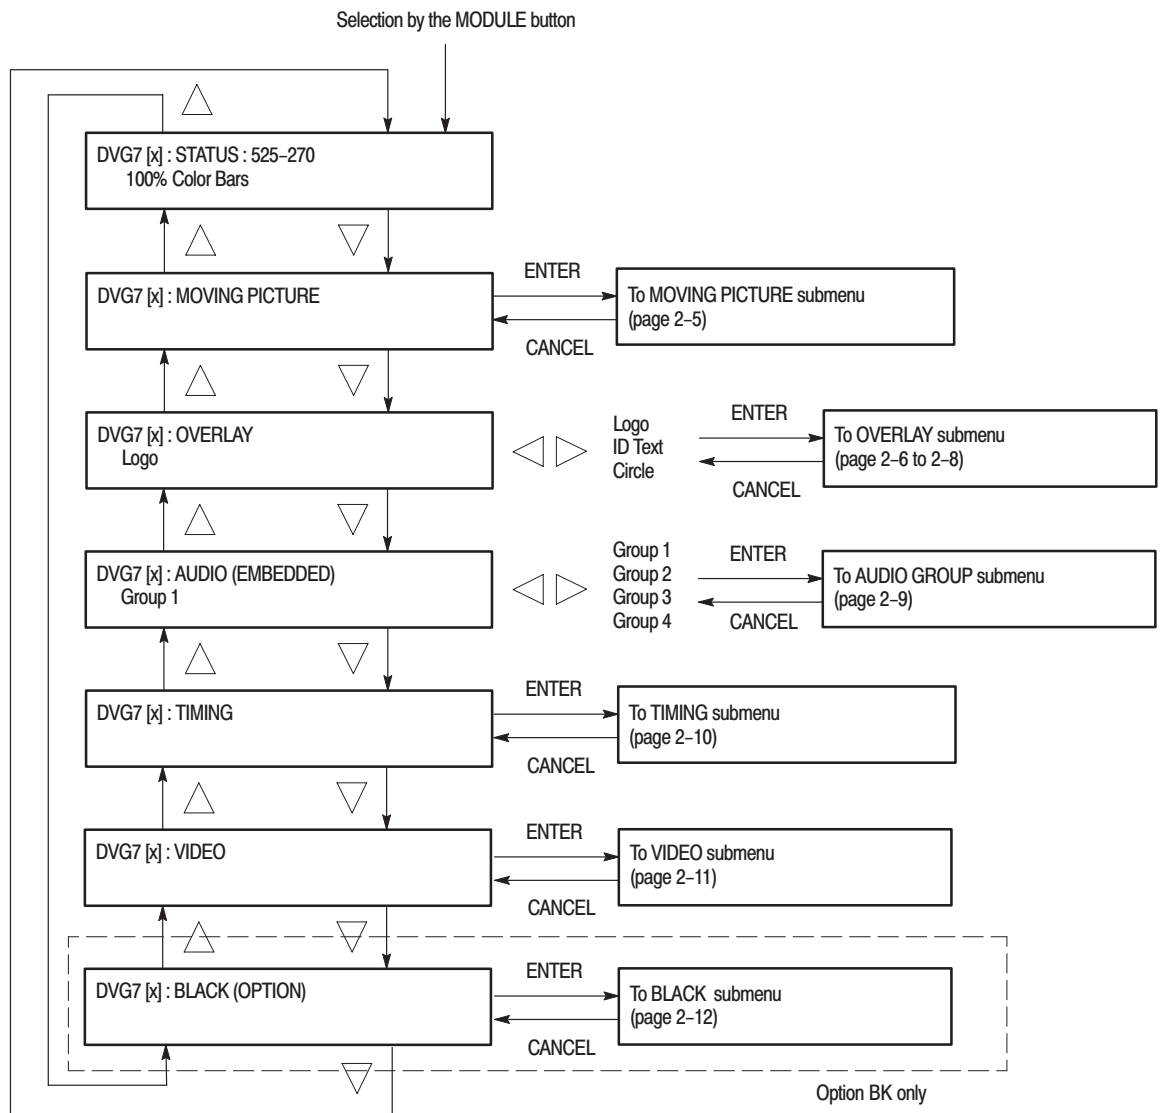 Selection by the MODULE button
DVG7 [x] : STATUS : 525–270
100% Color Bars
DVG7 [x] : MOVING PICTURE
ENTER
To MOVING PICTURE submenu
(page 2–5)
CANCEL
DVG7 [x] : OVERLAY
Logo
Logo
ID Text
Circle
ENTER
To OVERLAY submenu
(page 2–6 to 2–8)
CANCEL
DVG7 [x] : AUDIO (EMBEDDED)
Group 1
Group 1
Group 2
Group 3
Group 4
ENTER
To AUDIO GROUP submenu
(page 2–9)
CANCEL
DVG7 [x] : TIMING
ENTER
To TIMING submenu
(page 2–10)
CANCEL
DVG7 [x] : VIDEO
ENTER
To VIDEO submenu
(page 2–11)
CANCEL
DVG7 [x] : BLACK (OPTION)
ENTER
To BLACK submenu
(page 2–12)
CANCEL
Option BK only